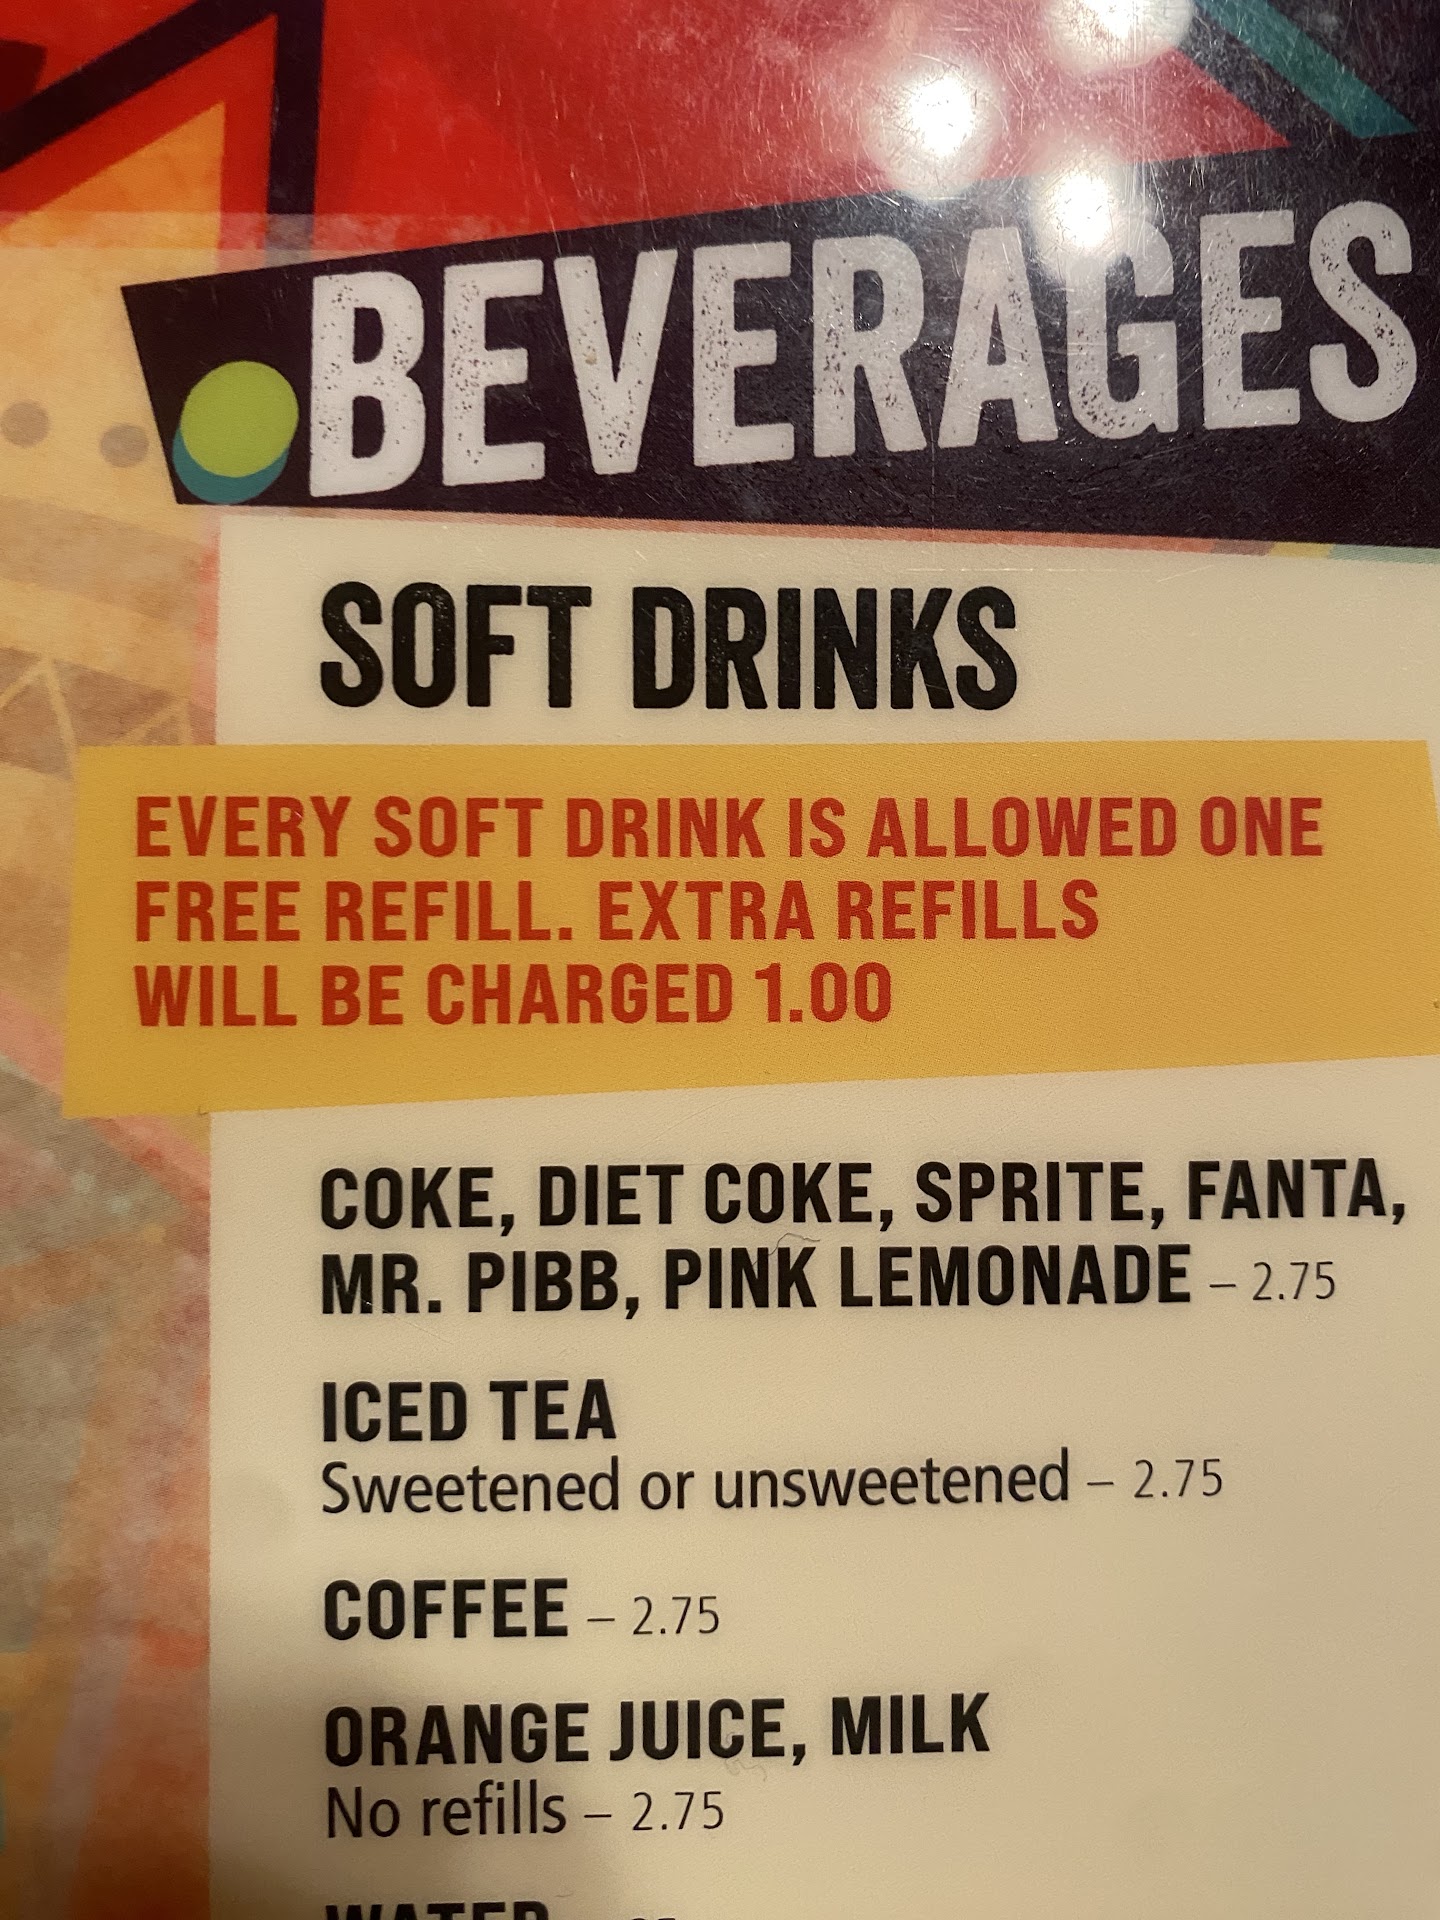 BEVERAGES
SOFT DRINKS
EVERY SOFT DRINK IS ALLOWED ONE
FREE REFILL. EXTRA REFILLS
WILL BE CHARGED 1.00
COKE, DIET COKE, SPRITE, FANTA,
MR. PIBB, PINK LEMONADE – 2.75
ICED TEA
Sweetened or unsweetened – 2.75
COFFEE – 2.75
ORANGE JUICE, MILK
No refills – 2.75
WATER